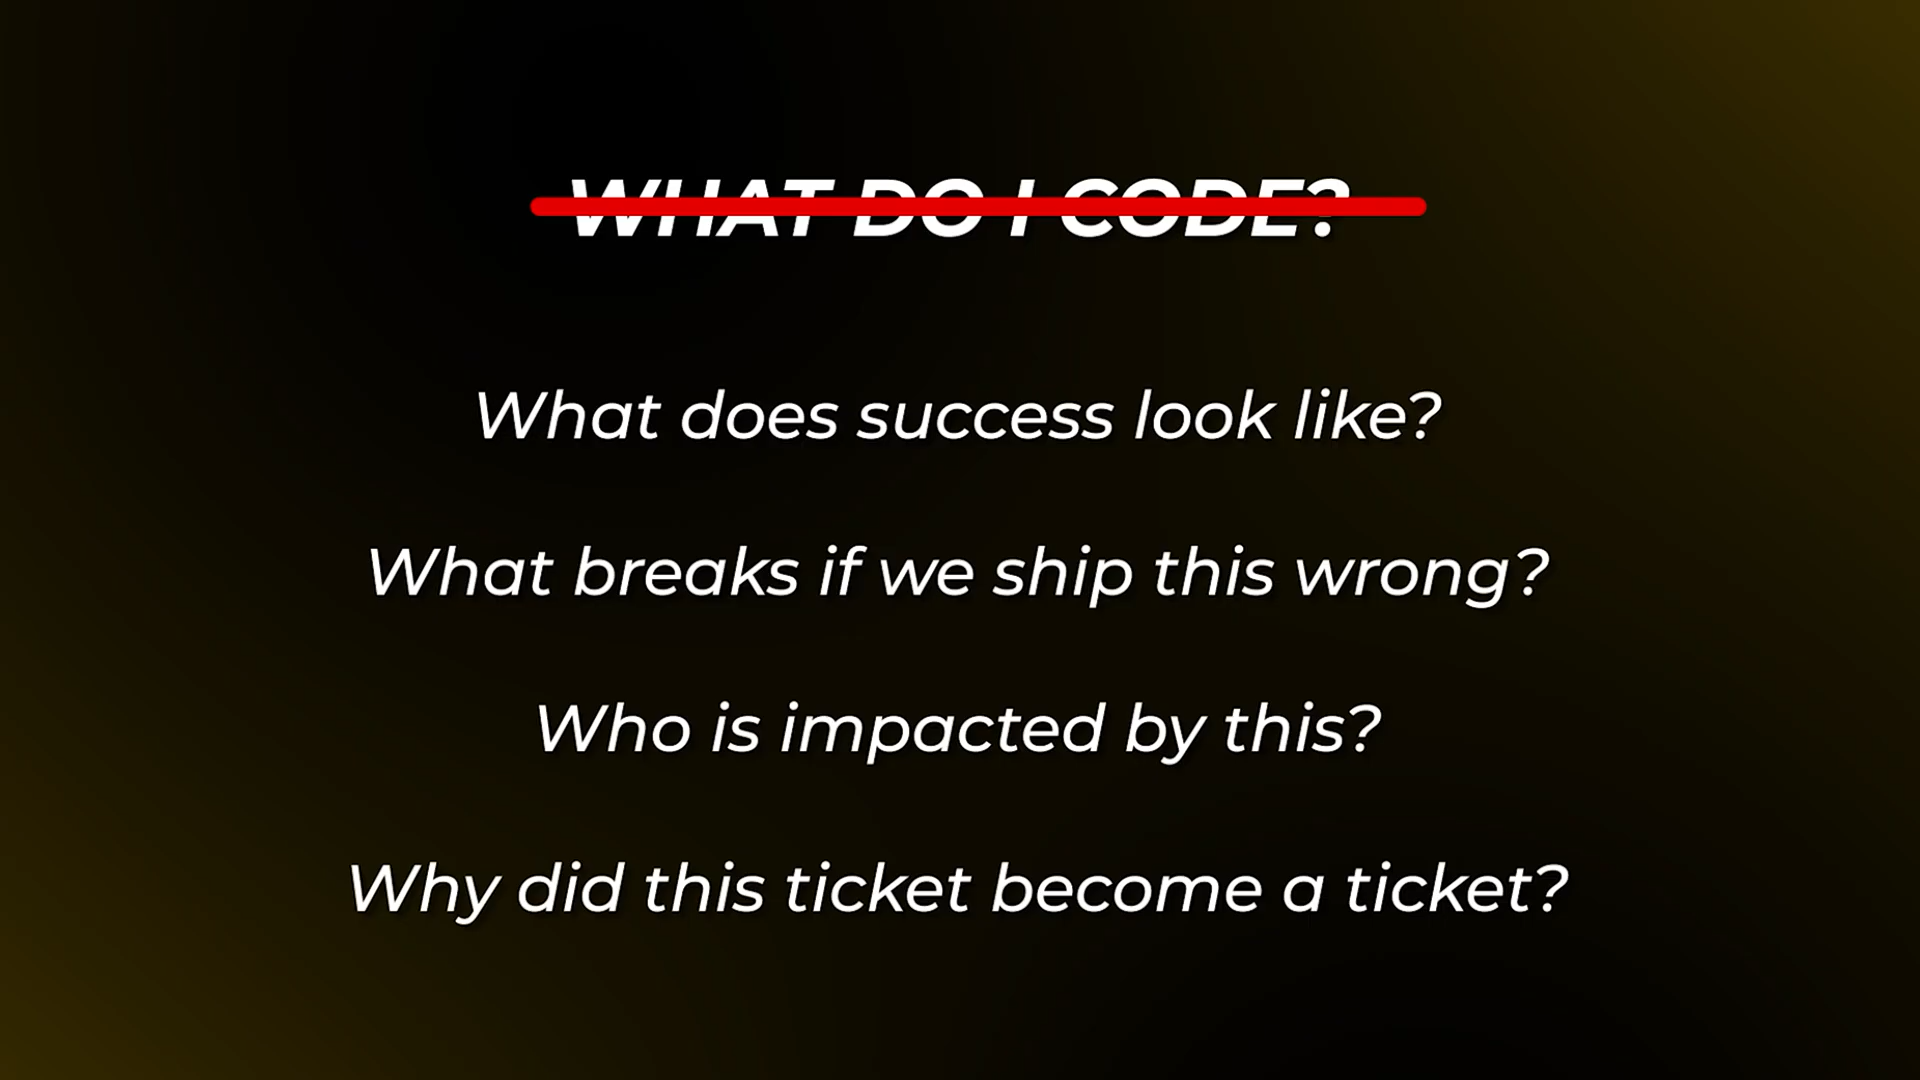 WHAT DO I CODE?
What does success look like?
What breaks if we ship this wrong?
Who is impacted by this?
Why did this ticket become a ticket?